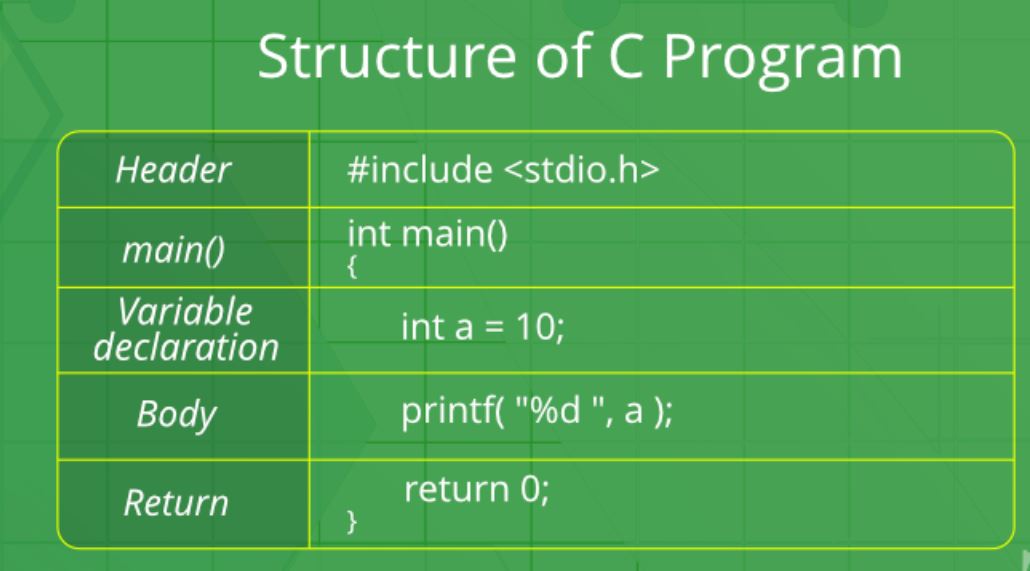 Structure of C Program
Header
#include <stdio.h>
main()
int main()
{
Variable
declaration
int a = 10;
Body
printf( "%d ", a );
Return
return 0;
}